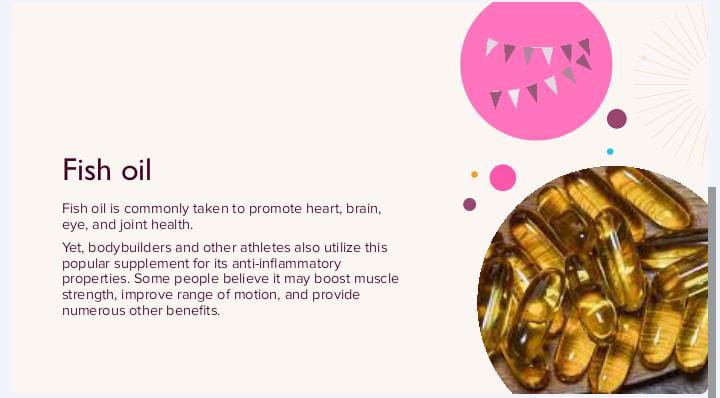 Fish oil
Fish oil is commonly taken to promote heart, brain,
eye, and joint health.
Yet, bodybuilders and other athletes also utilize this
popular supplement for its anti-inflammatory
properties. Some people believe it may boost muscle
strength, improve range of motion, and provide
numerous other benefits.